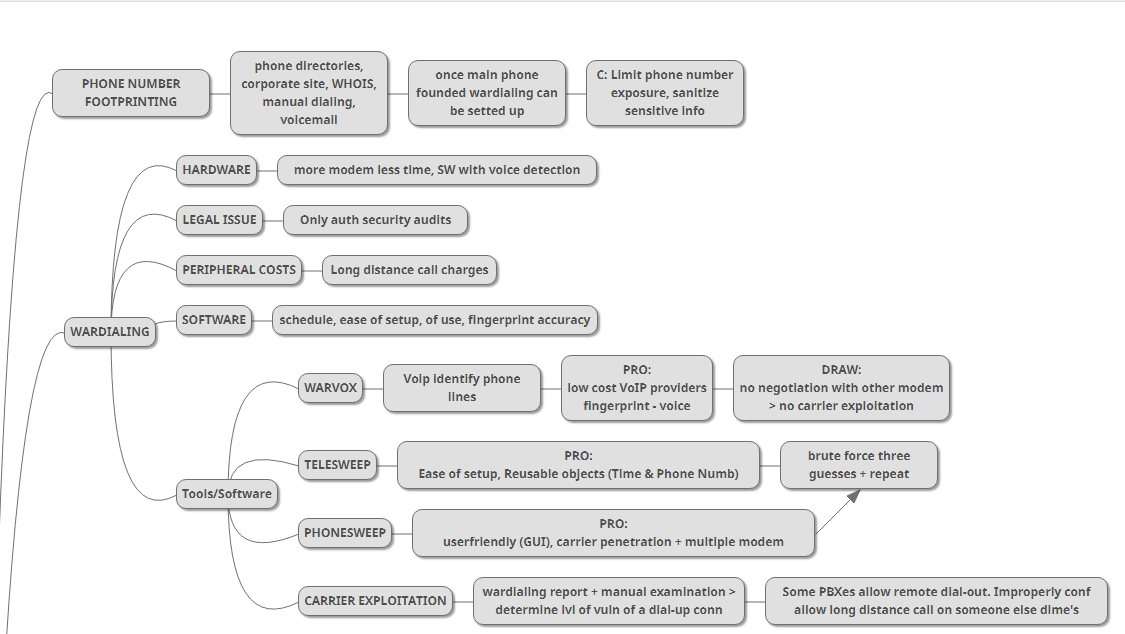 PHONE NUMBER
FOOTPRINTING
phone directories,
corporate site, WHOIS,
manual dialing,
voicemail
once main phone
founded wardialing can
be setted up
C: Limit phone number
exposure, sanitize
sensitive info
WARDIALING
HARDWARE
more modem less time, SW with voice detection
LEGAL ISSUE
Only auth security audits
PERIPHERAL COSTS
Long distance call charges
SOFTWARE
schedule, ease of setup, of use, fingerprint accuracy
Tools/Software
WARVOX
Voip identify phone
lines
PRO:
low cost VoIP providers
fingerprint - voice
DRAW:
no negotiation with other modem
> no carrier exploitation
TELESWEEP
PRO:
Ease of setup, Reusable objects (Time & Phone Numb)
brute force three
guesses + repeat
PHONESWEEP
PRO:
userfriendly (GUI), carrier penetration + multiple modem
CARRIER EXPLOITATION
wardialing report + manual examination >
determine lvl of vuln of a dial-up conn
Some PBXes allow remote dial-out. Improperly conf
allow long distance call on someone else dime's